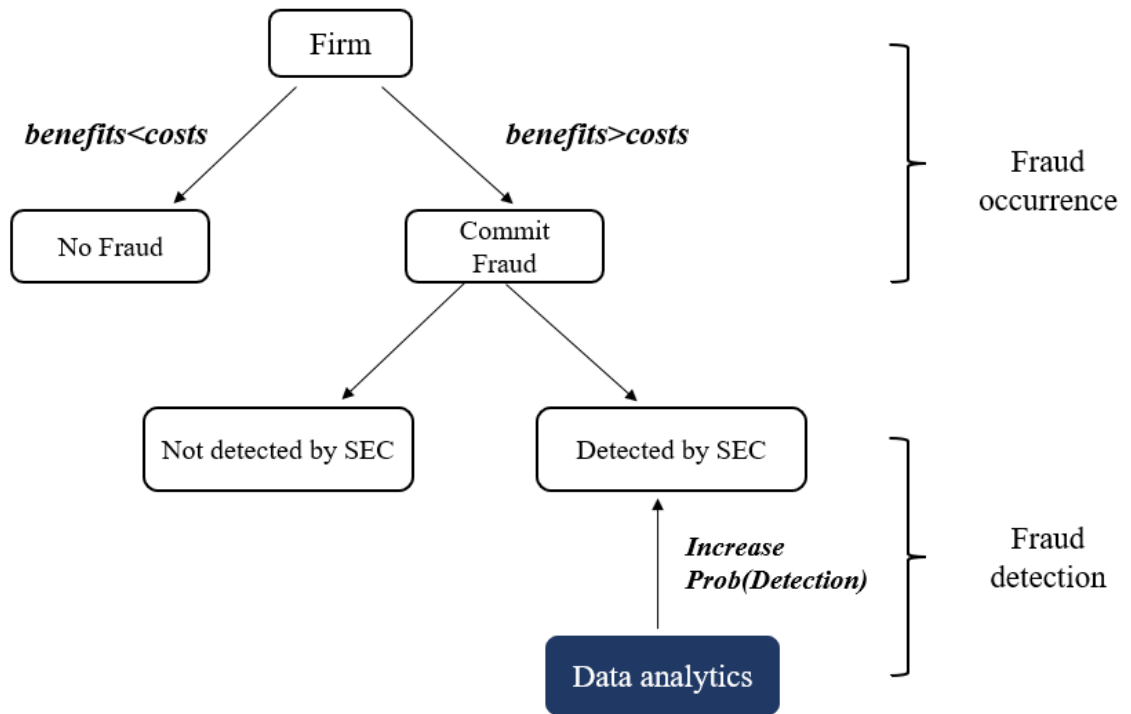 Firm
benefits<costs
benefits>costs
Fraud
occurrence
No Fraud
Commit
Fraud
Not detected by SEC
Detected by SEC
Increase
Prob(Detection)
Fraud
detection
Data analytics